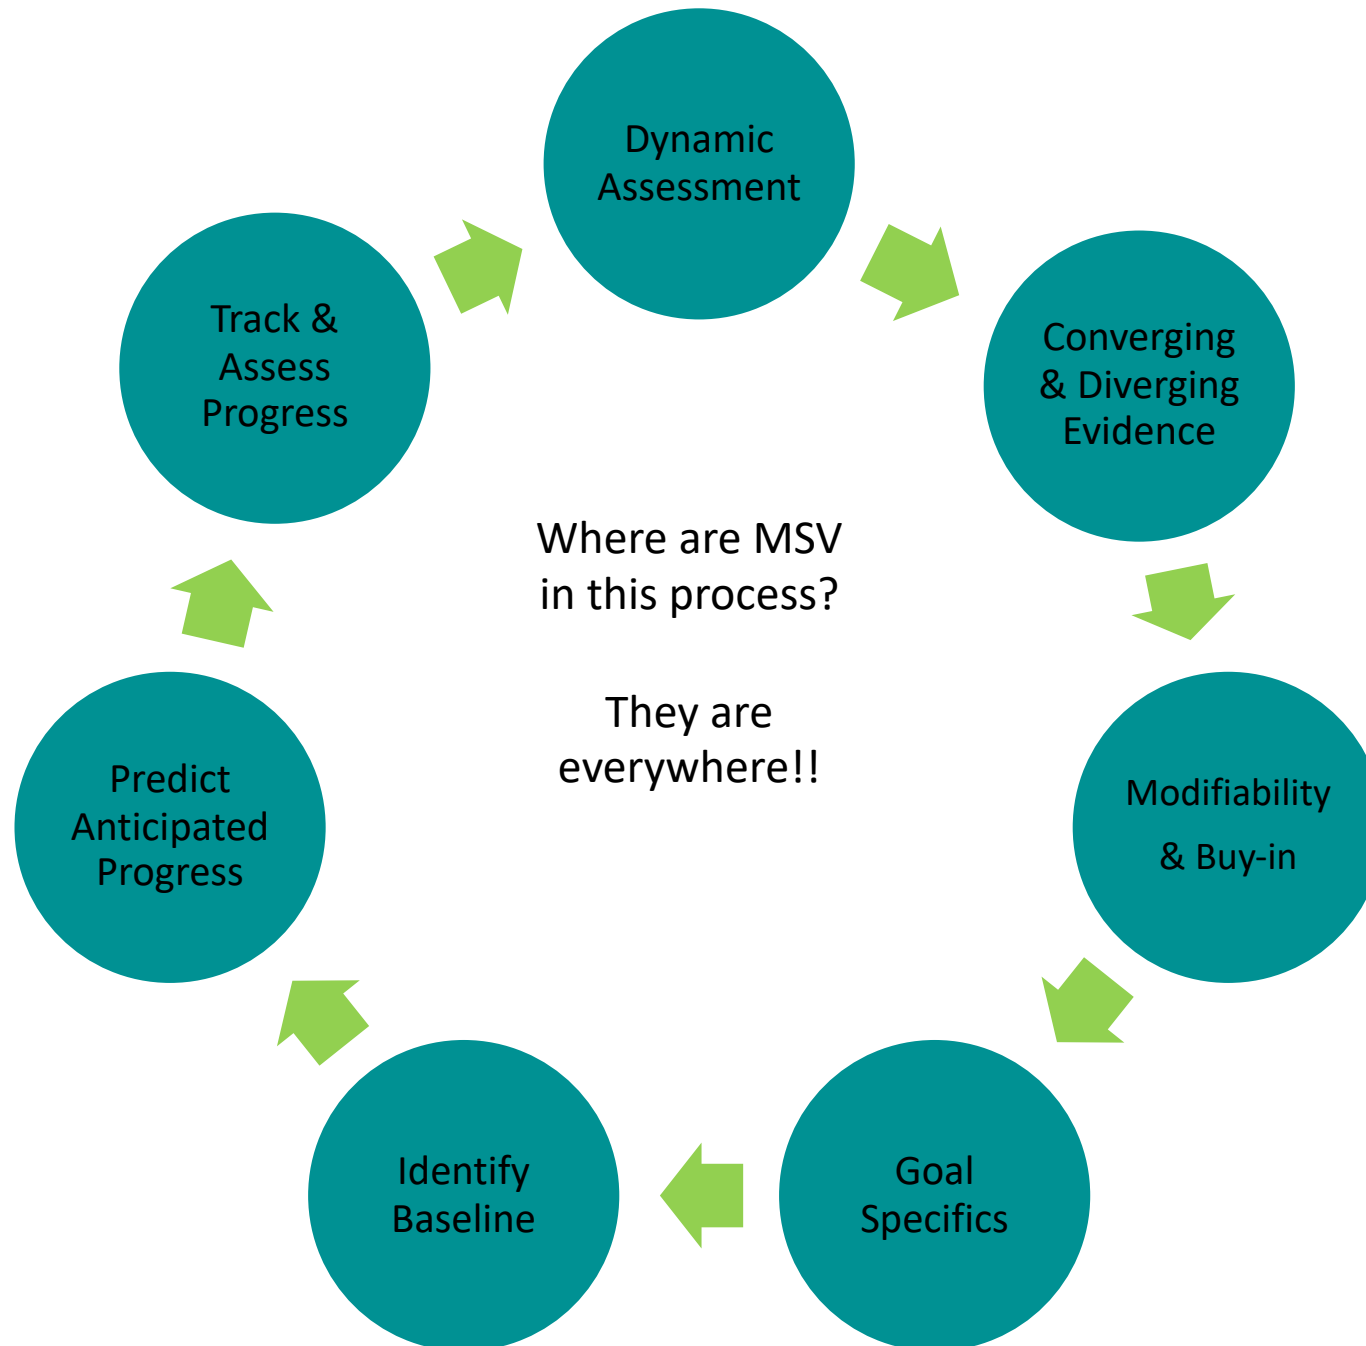 Dynamic
Assessment
Converging
& Diverging
Evidence
Modifiability
& Buy-in
Goal
Specifics
Identify
Baseline
Predict
Anticipated
Progress
Track &
Assess
Progress
Where are MSV
in this process?
They are
everywhere!!